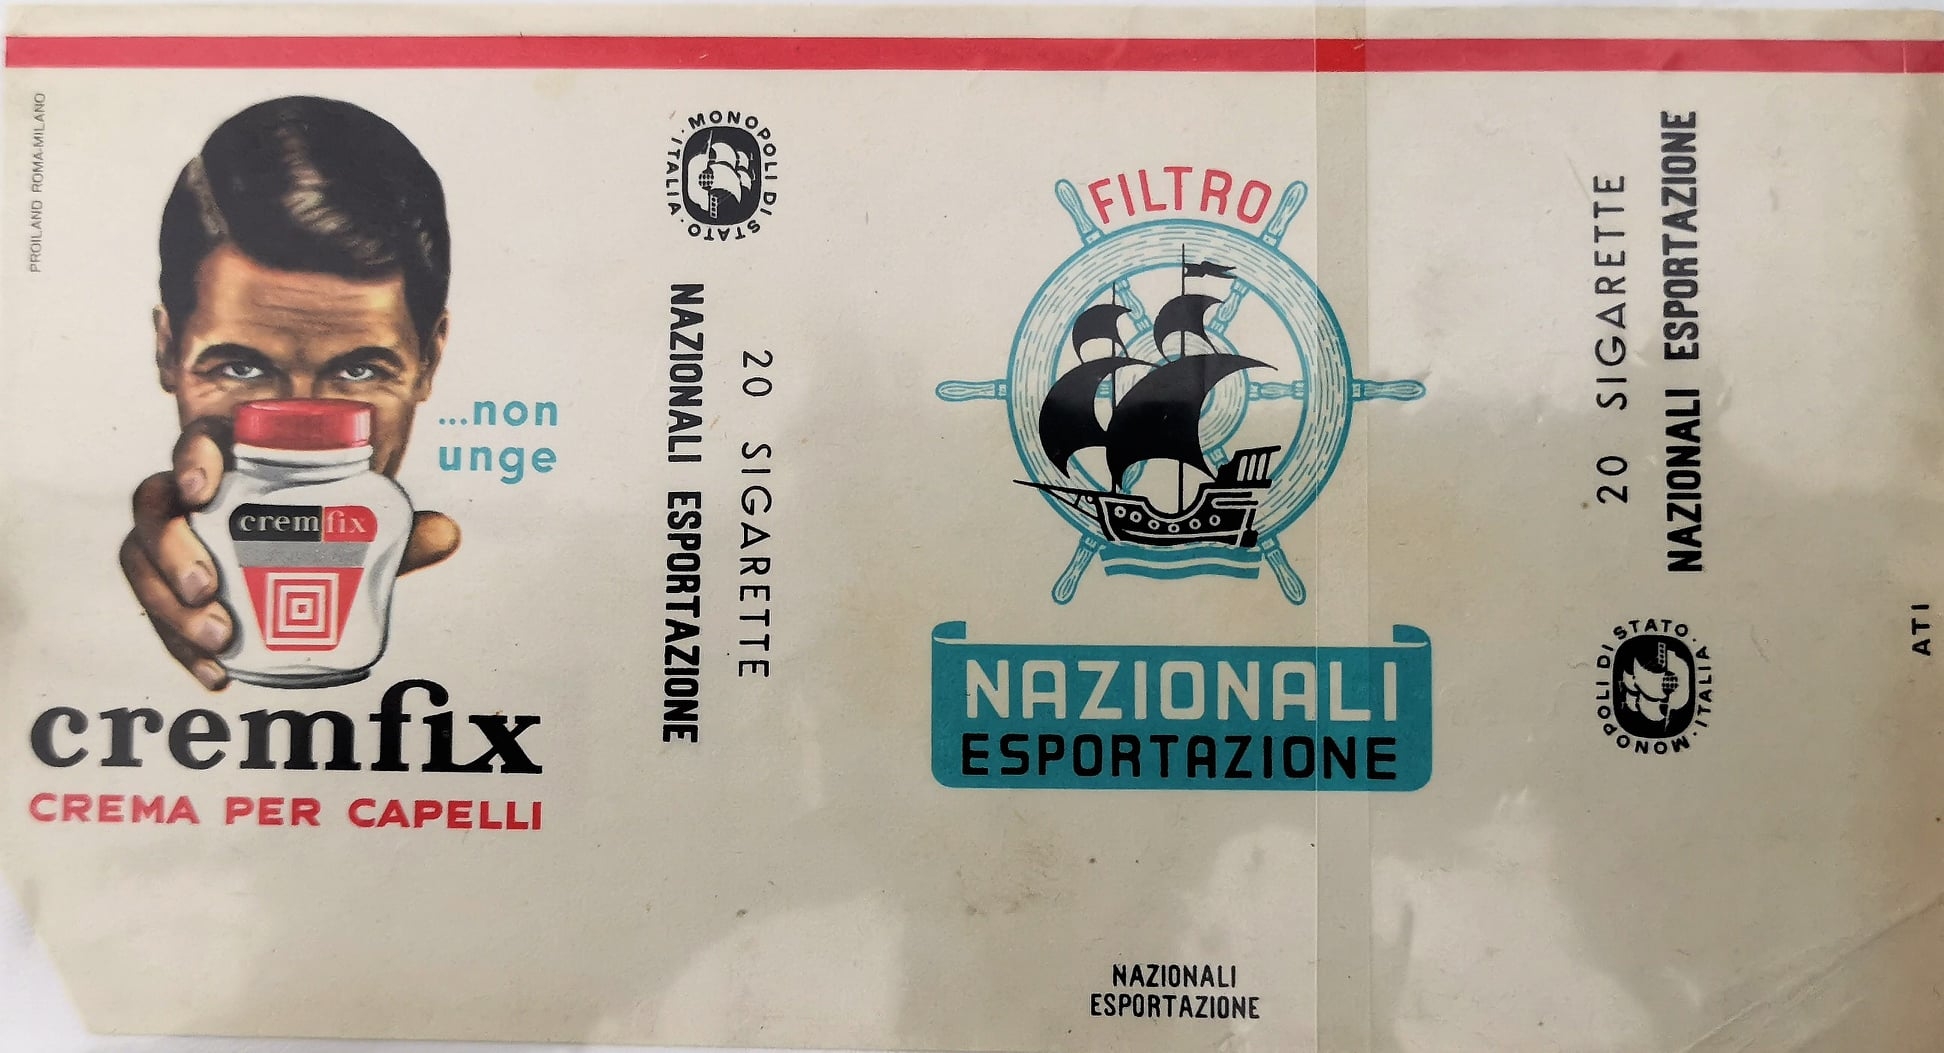 PROILAND ROMA-MILANO
...non
unge
cremfix
cremfix
CREMA PER CAPELLI
MONOPOLI DI STATO · ITALIA ·
NAZIONALI ESPORTAZIONE
20 SIGARETTE
FILTRO
NAZIONALI
ESPORTAZIONE
NAZIONALI
ESPORTAZIONE
20 SIGARETTE
NAZIONALI ESPORTAZIONE
MONOPOLI DI STATO · ITALIA ·
ATI